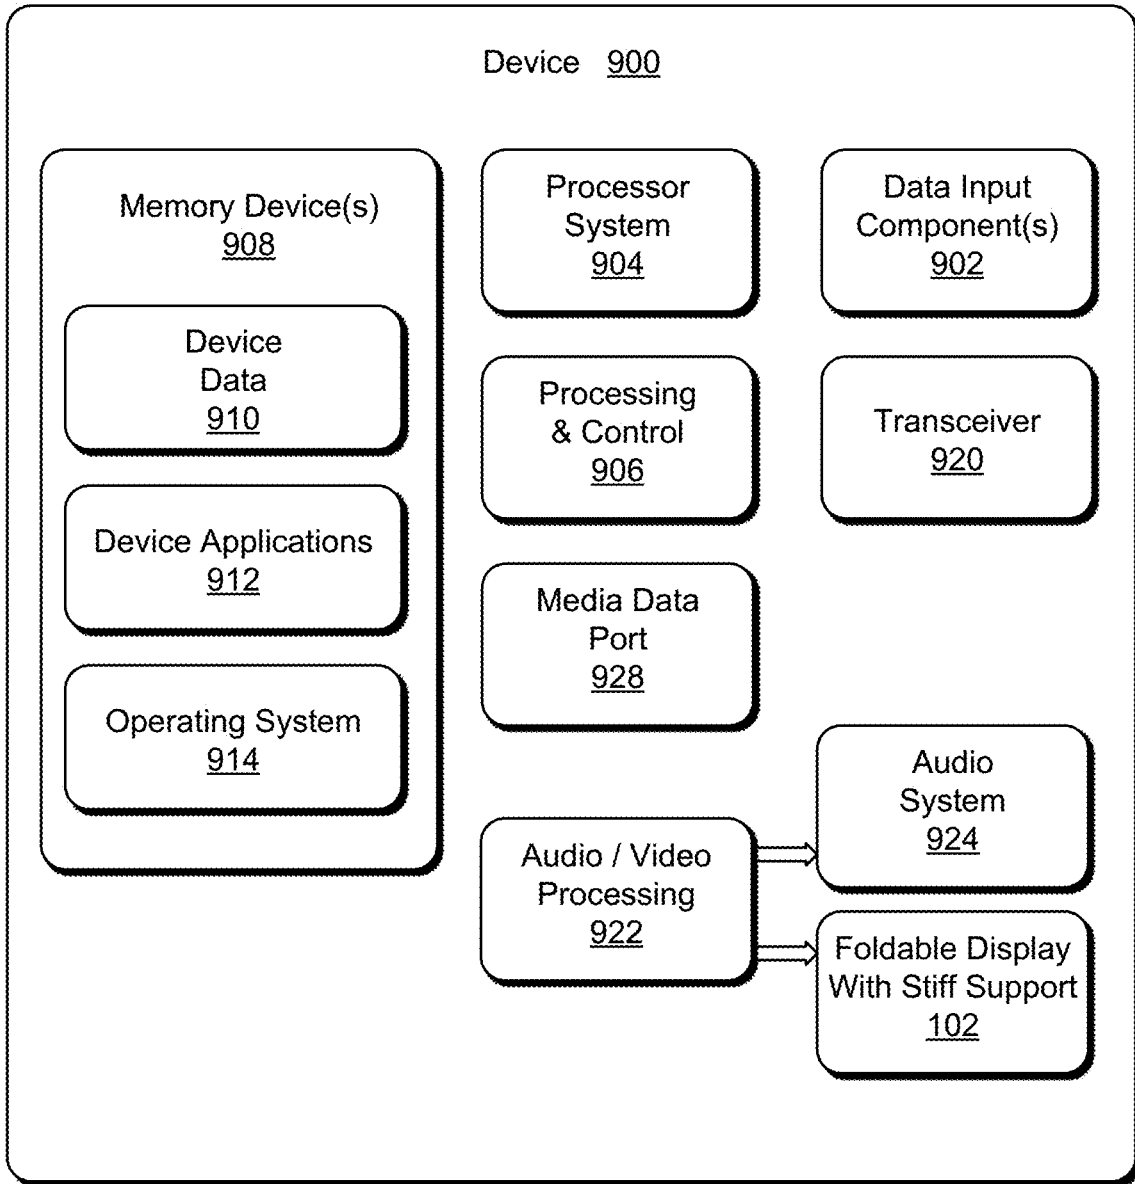 Device 900
Memory Device(s)
908
Device
Data
910
Device Applications
912
Operating System
914
Processor
System
904
Data Input
Component(s)
902
Processing
& Control
906
Transceiver
920
Media Data
Port
928
Audio / Video
Processing
922
Audio
System
924
Foldable Display
With Stiff Support
102